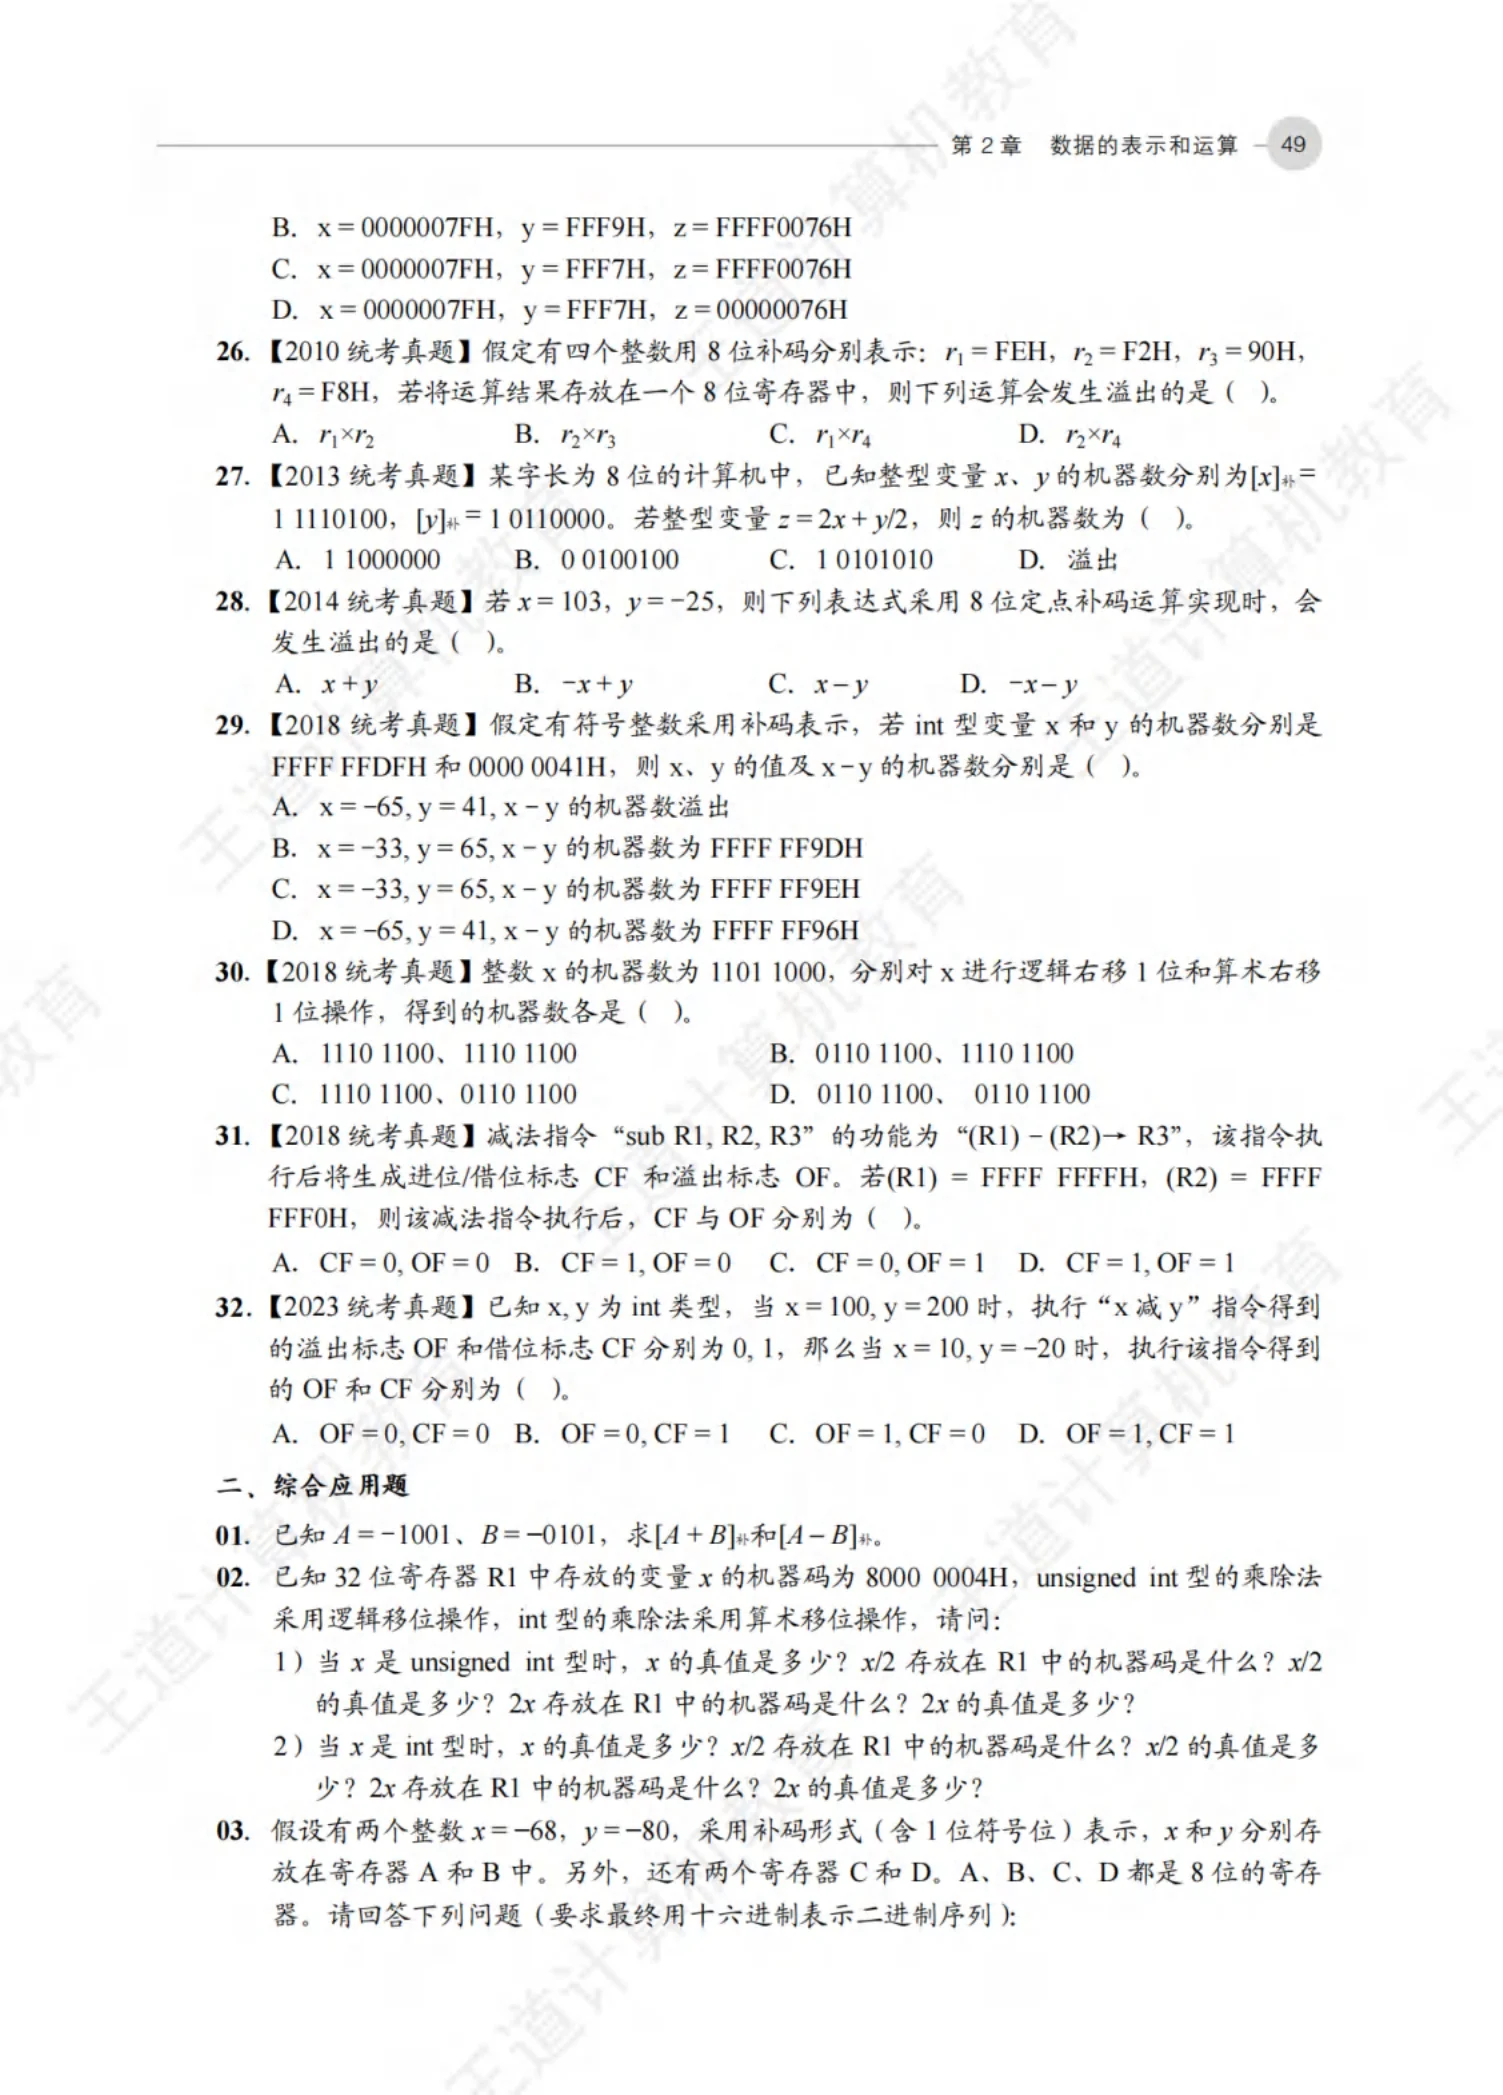 第 2 章 数据的表示和运算 49
B. x = 0000007FH，y = FFF9H，z = FFFF0076H
C. x = 0000007FH，y = FFF7H，z = FFFF0076H
D. x = 0000007FH，y = FFF7H，z = 00000076H
26. 【2010 统考真题】假定有四个整数用 8 位补码分别表示：r₁ = FEH，r₂ = F2H，r₃ = 90H，
r₄ = F8H，若将运算结果存放在一个 8 位寄存器中，则下列运算会发生溢出的是（ ）。
A. r₁×r₂ B. r₂×r₃ C. r₁×r₄ D. r₂×r₄
27. 【2013 统考真题】某字长为 8 位的计算机中，已知整型变量 x、y 的机器数分别为[x]补 =
1 1110100，[y]补 = 1 0110000。若整型变量 z = 2x + y/2，则 z 的机器数为（ ）。
A. 1 1000000 B. 0 0100100 C. 1 0101010 D. 溢出
28. 【2014 统考真题】若 x = 103，y = −25，则下列表达式采用 8 位定点补码运算实现时，会
发生溢出的是（ ）。
A. x + y B. −x + y C. x − y D. −x − y
29. 【2018 统考真题】假定有符号整数采用补码表示，若 int 型变量 x 和 y 的机器数分别是
FFFF FFDFH 和 0000 0041H，则 x、y 的值及 x − y 的机器数分别是（ ）。
A. x = −65, y = 41, x − y 的机器数溢出
B. x = −33, y = 65, x − y 的机器数为 FFFF FF9DH
C. x = −33, y = 65, x − y 的机器数为 FFFF FF9EH
D. x = −65, y = 41, x − y 的机器数为 FFFF FF96H
30. 【2018 统考真题】整数 x 的机器数为 1101 1000，分别对 x 进行逻辑右移 1 位和算术右移
1 位操作，得到的机器数各是（ ）。
A. 1110 1100、1110 1100 B. 0110 1100、1110 1100
C. 1110 1100、0110 1100 D. 0110 1100、 0110 1100
31. 【2018 统考真题】减法指令“sub R1, R2, R3”的功能为“(R1) − (R2)→ R3”，该指令执
行后将生成进位/借位标志 CF 和溢出标志 OF。若(R1) = FFFF FFFFH，(R2) = FFFF
FFF0H，则该减法指令执行后，CF 与 OF 分别为（ ）。
A. CF = 0, OF = 0 B. CF = 1, OF = 0 C. CF = 0, OF = 1 D. CF = 1, OF = 1
32. 【2023 统考真题】已知 x, y 为 int 类型，当 x = 100, y = 200 时，执行“x 减 y”指令得到
的溢出标志 OF 和借位标志 CF 分别为 0, 1，那么当 x = 10, y = −20 时，执行该指令得到
的 OF 和 CF 分别为（ ）。
A. OF = 0, CF = 0 B. OF = 0, CF = 1 C. OF = 1, CF = 0 D. OF = 1, CF = 1
二、综合应用题
01. 已知 A = −1001、B = −0101，求[A + B]补和[A − B]补。
02. 已知 32 位寄存器 R1 中存放的变量 x 的机器码为 8000 0004H，unsigned int 型的乘除法
采用逻辑移位操作，int 型的乘除法采用算术移位操作，请问：
1）当 x 是 unsigned int 型时，x 的真值是多少？x/2 存放在 R1 中的机器码是什么？x/2
的真值是多少？2x 存放在 R1 中的机器码是什么？2x 的真值是多少？
2）当 x 是 int 型时，x 的真值是多少？x/2 存放在 R1 中的机器码是什么？x/2 的真值是多
少？2x 存放在 R1 中的机器码是什么？2x 的真值是多少？
03. 假设有两个整数 x = −68，y = −80，采用补码形式（含 1 位符号位）表示，x 和 y 分别存
放在寄存器 A 和 B 中。另外，还有两个寄存器 C 和 D。A、B、C、D 都是 8 位的寄存
器。请回答下列问题（要求最终用十六进制表示二进制序列）：